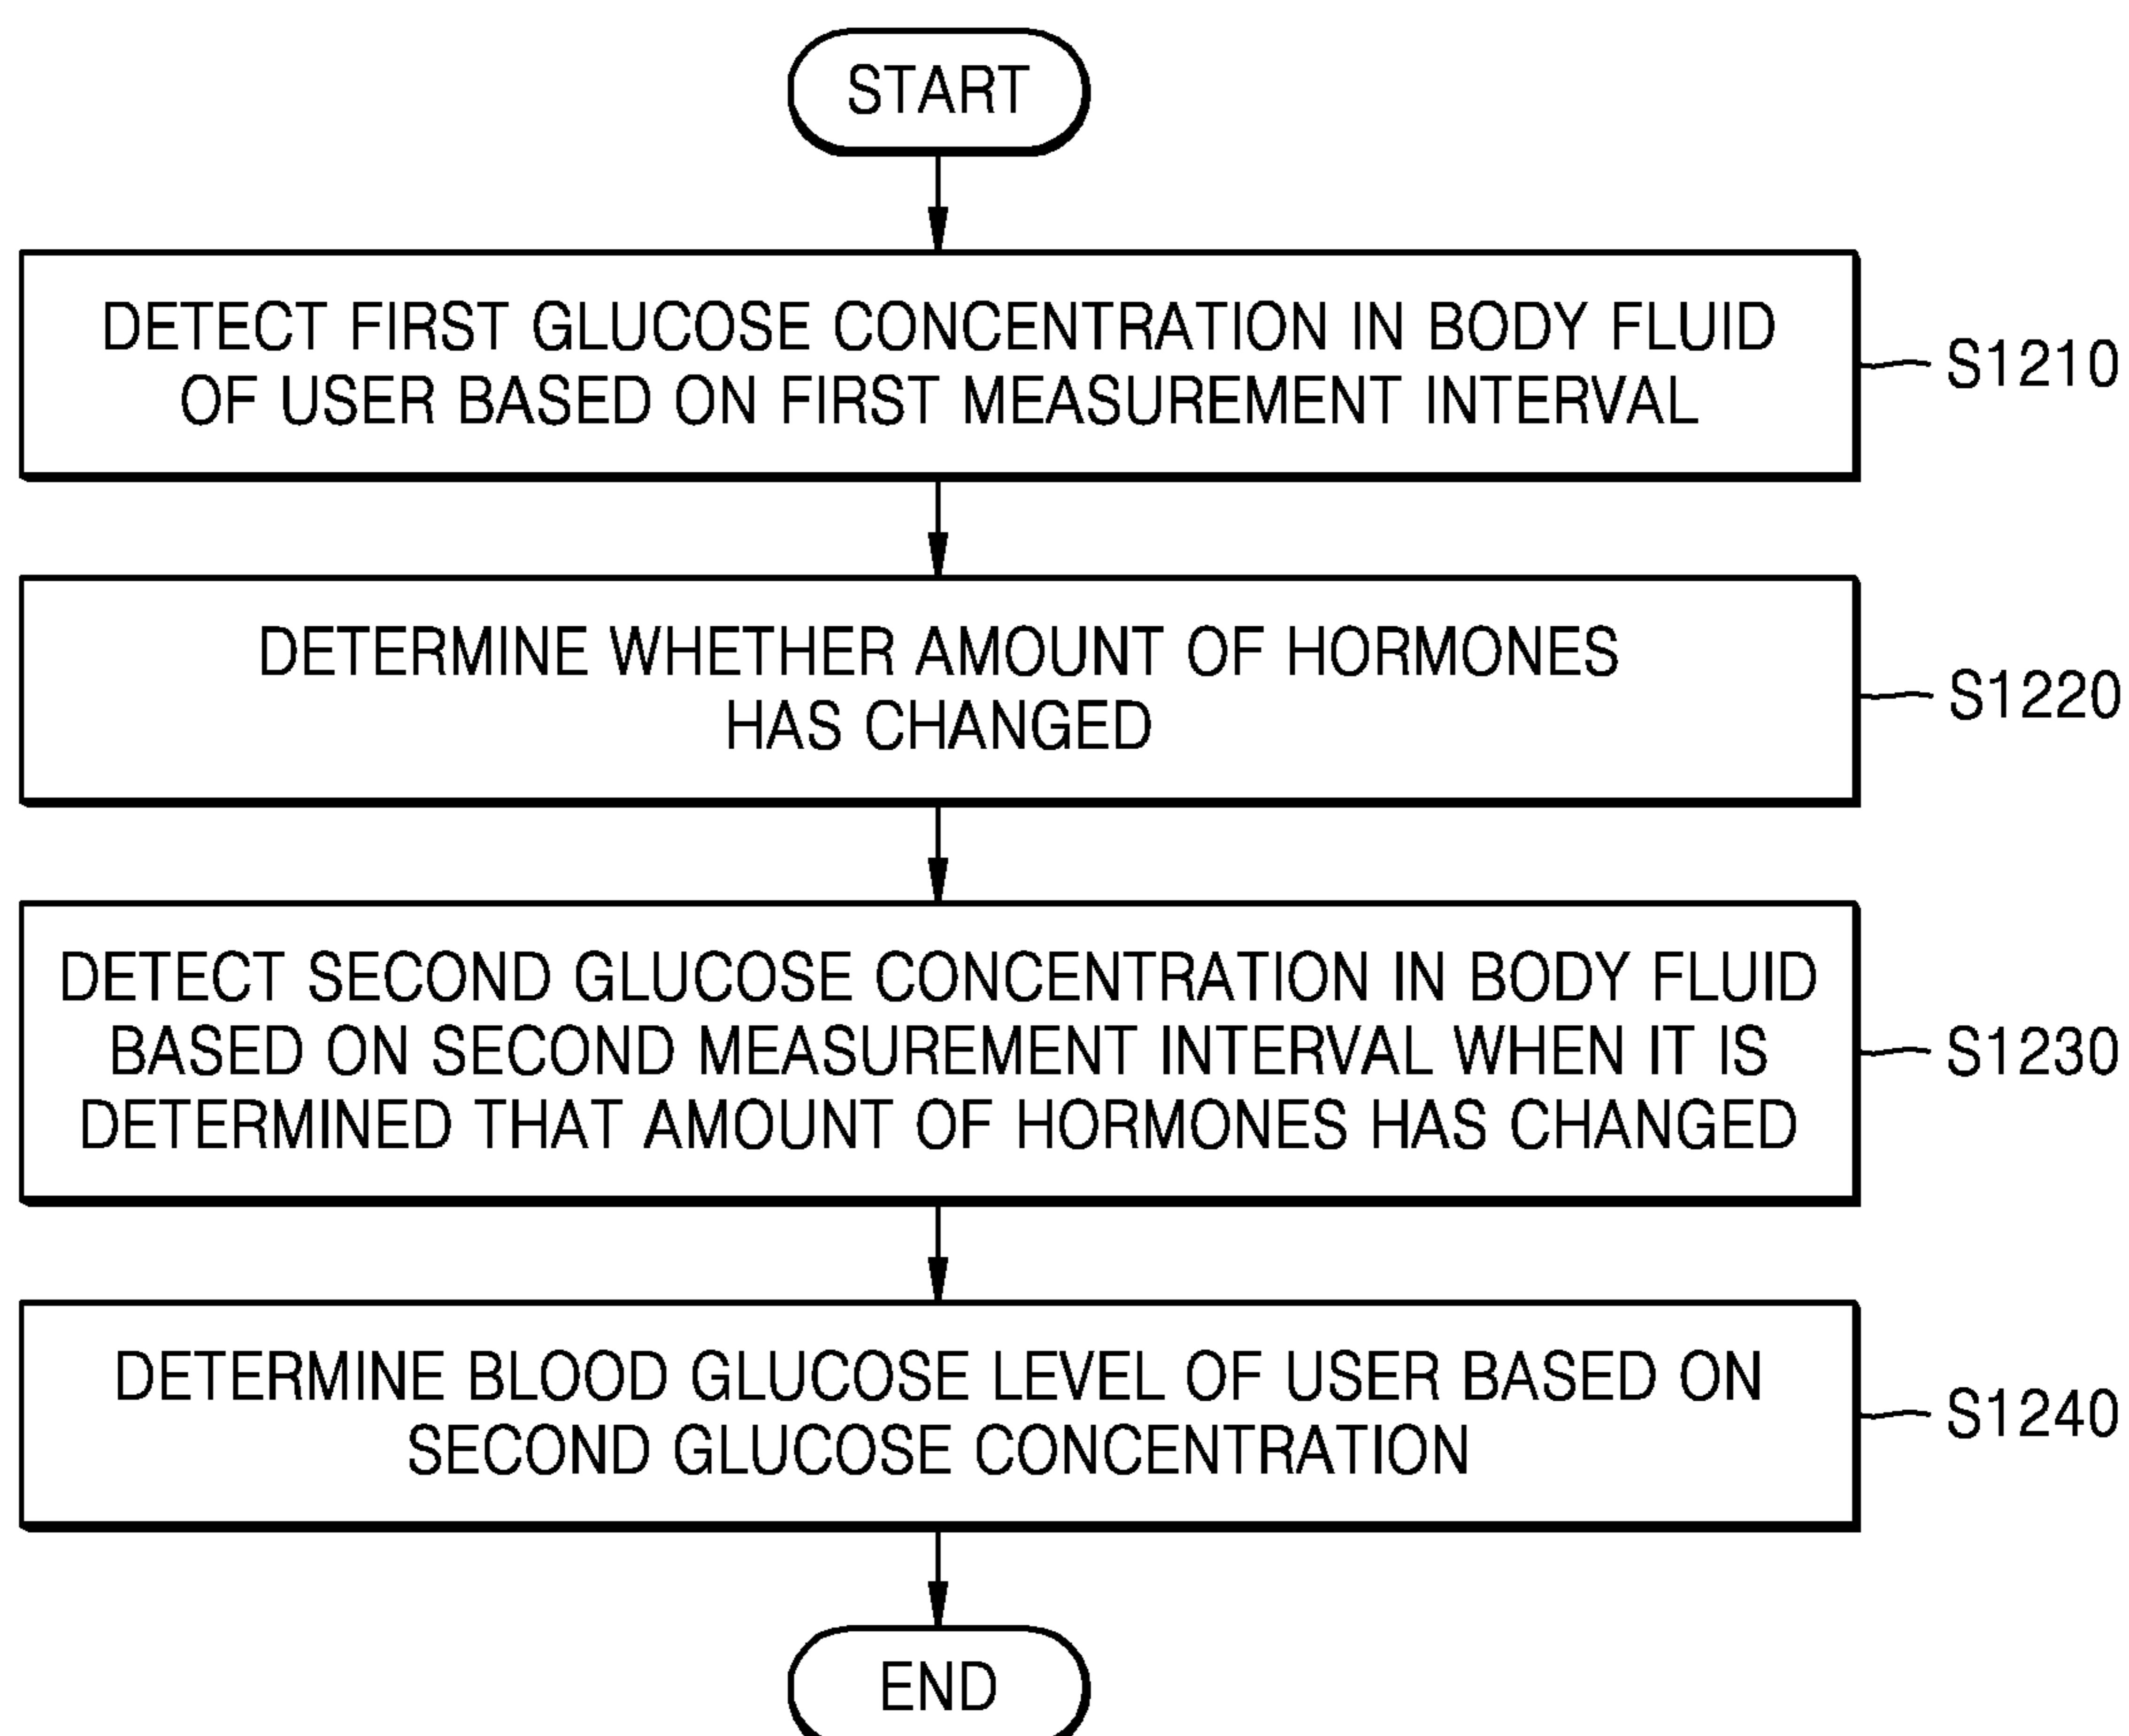 START
DETECT FIRST GLUCOSE CONCENTRATION IN BODY FLUID
OF USER BASED ON FIRST MEASUREMENT INTERVAL
S1210
DETERMINE WHETHER AMOUNT OF HORMONES
HAS CHANGED
S1220
DETECT SECOND GLUCOSE CONCENTRATION IN BODY FLUID
BASED ON SECOND MEASUREMENT INTERVAL WHEN IT IS
DETERMINED THAT AMOUNT OF HORMONES HAS CHANGED
S1230
DETERMINE BLOOD GLUCOSE LEVEL OF USER BASED ON
SECOND GLUCOSE CONCENTRATION
S1240
END